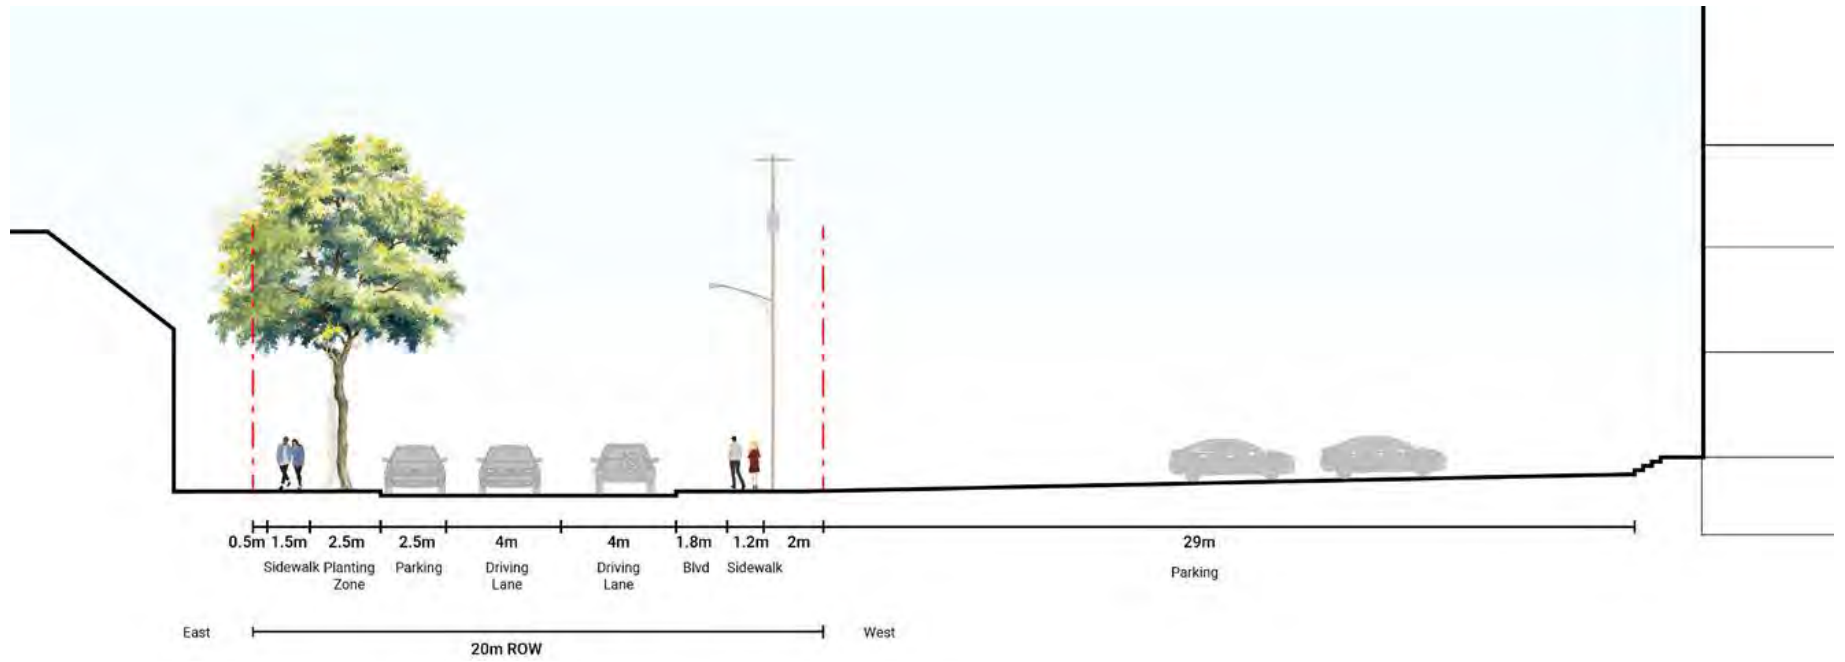 0.5m 1.5m 2.5m 2.5m 4m 4m 1.8m 1.2m 2m 29m
Sidewalk Planting Parking Driving Driving Blvd Sidewalk Parking
Zone Lane Lane
East West
20m ROW